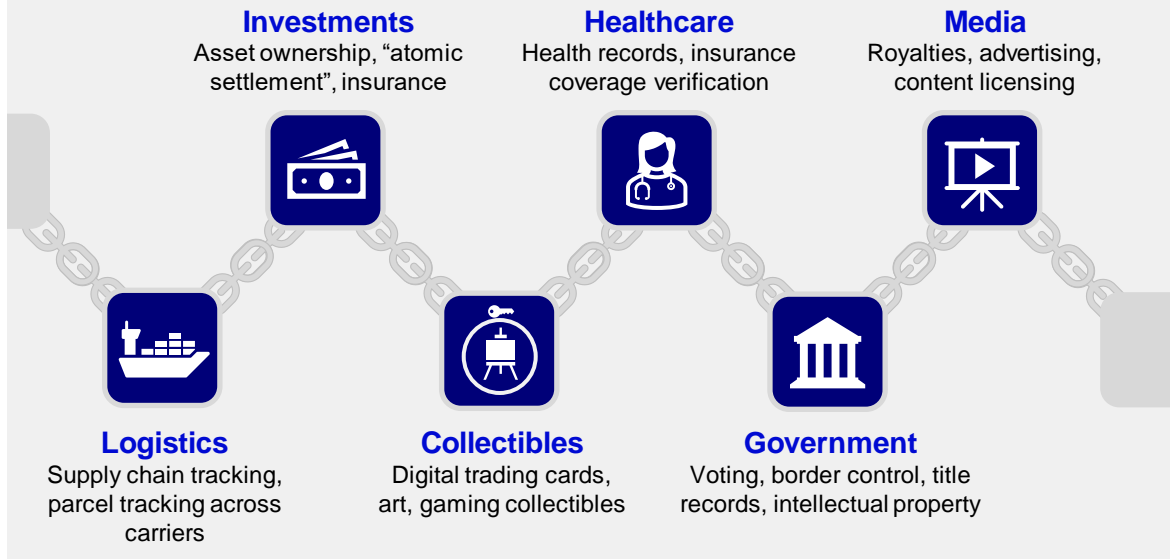 Investments
Asset ownership, “atomic
settlement”, insurance
Healthcare
Health records, insurance
coverage verification
Media
Royalties, advertising,
content licensing
Logistics
Supply chain tracking,
parcel tracking across
carriers
Collectibles
Digital trading cards,
art, gaming collectibles
Government
Voting, border control, title
records, intellectual property